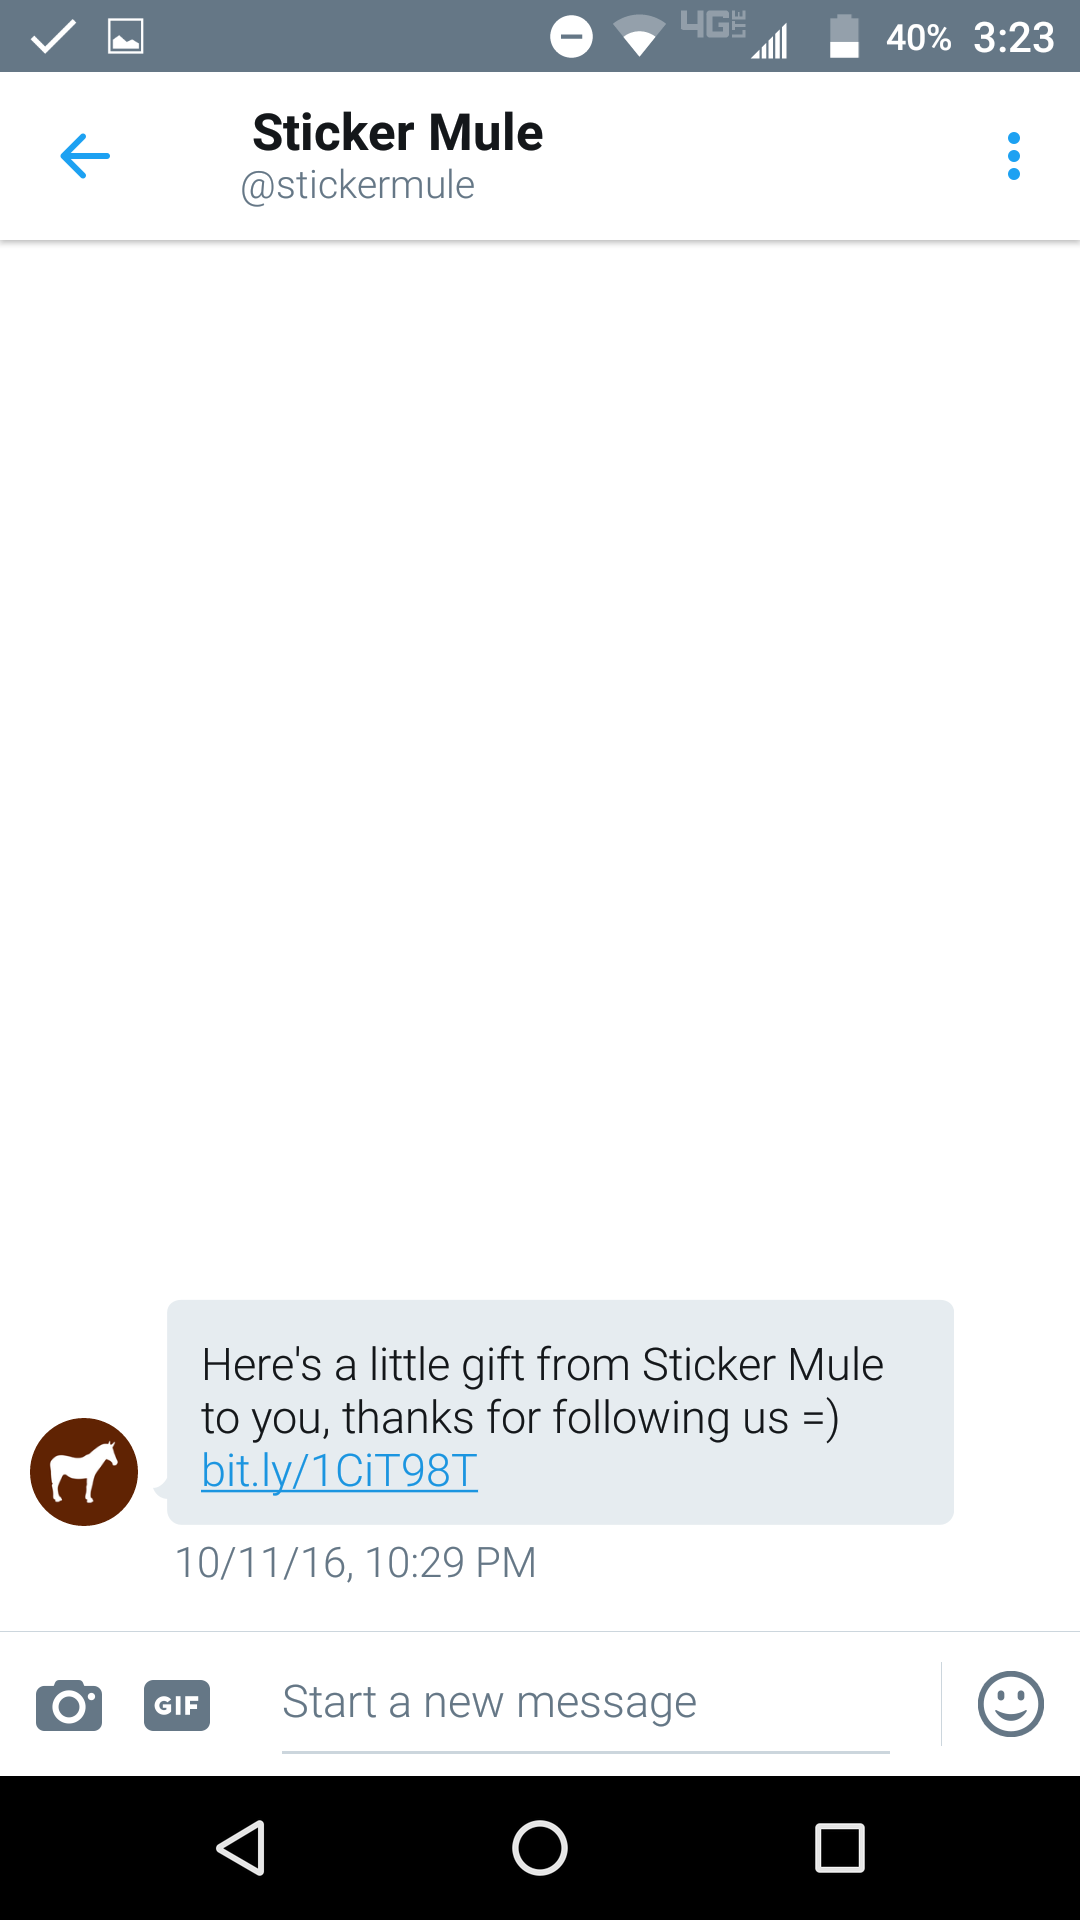 4G LTE 40% 3:23
Sticker Mule
@stickermule
Here's a little gift from Sticker Mule
to you, thanks for following us =)
bit.ly/1CiT98T
10/11/16, 10:29 PM
GIF Start a new message